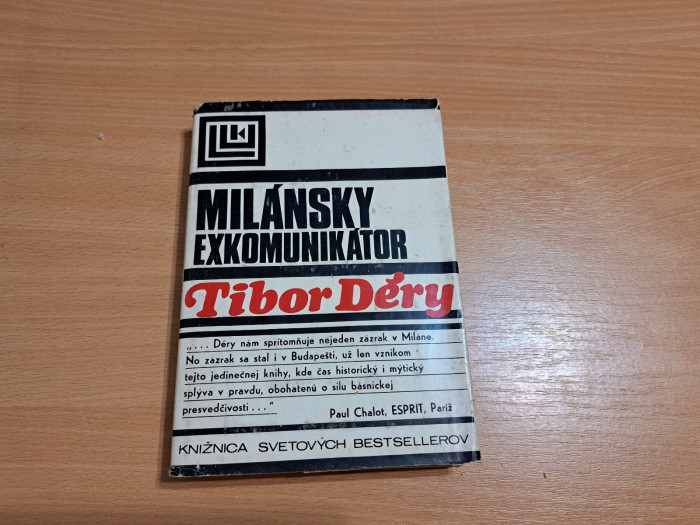 MILÁNSKY
EXKOMUNIKÁTOR
Tibor Déry
„... Déry nám sprítomňuje nejeden zázrak v Miláne.
No zázrak sa stal i v Budapešti, už len vznikom
tejto jedinečnej knihy, kde čas historický i mýtický
splýva v pravdu, obohatenú o silu básnickej
presvedčivosti ..."
Paul Chalot, ESPRIT, Paríž
KNIŽNICA SVETOVÝCH BESTSELLEROV